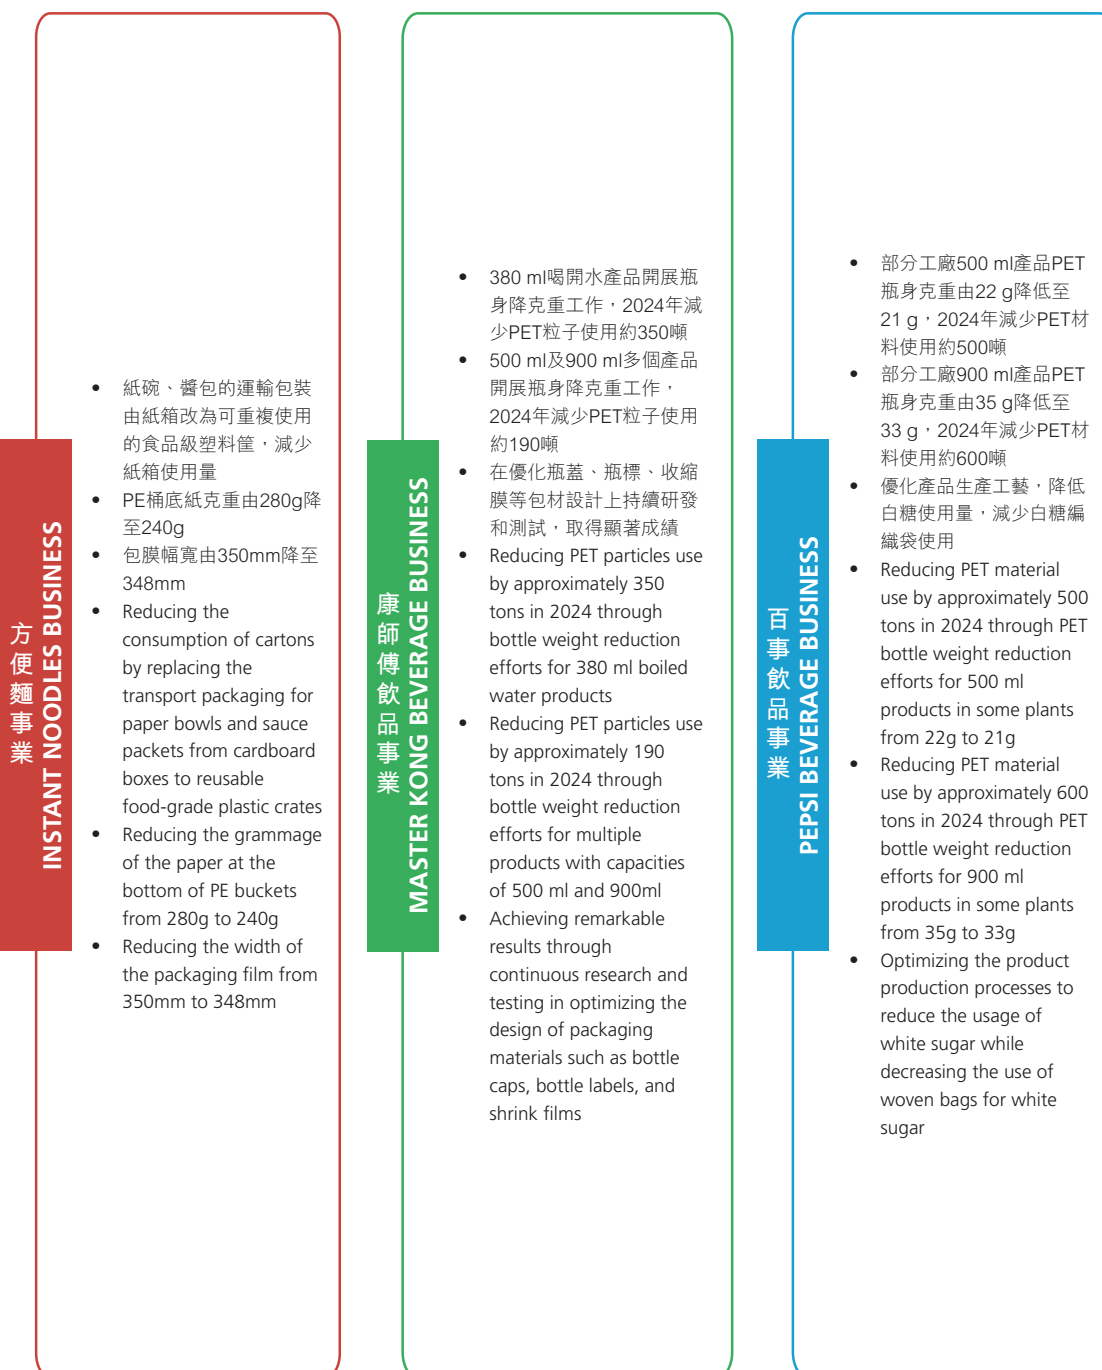 方便麵事業
INSTANT NOODLES BUSINESS
• 紙碗、醬包的運輸包裝
由紙箱改為可重複使用
的食品級塑料筐，減少
紙箱使用量
• PE桶底紙克重由280g降
至240g
• 包膜幅寬由350mm降至
348mm
• Reducing the
consumption of cartons
by replacing the
transport packaging for
paper bowls and sauce
packets from cardboard
boxes to reusable
food-grade plastic crates
• Reducing the grammage
of the paper at the
bottom of PE buckets
from 280g to 240g
• Reducing the width of
the packaging film from
350mm to 348mm
康師傅飲品事業
MASTER KONG BEVERAGE BUSINESS
• 380 ml喝開水產品開展瓶
身降克重工作，2024年減
少PET粒子使用約350噸
• 500 ml及900 ml多個產品
開展瓶身降克重工作，
2024年減少PET粒子使用
約190噸
• 在優化瓶蓋、瓶標、收縮
膜等包材設計上持續研發
和測試，取得顯著成績
• Reducing PET particles use
by approximately 350
tons in 2024 through
bottle weight reduction
efforts for 380 ml boiled
water products
• Reducing PET particles use
by approximately 190
tons in 2024 through
bottle weight reduction
efforts for multiple
products with capacities
of 500 ml and 900ml
• Achieving remarkable
results through
continuous research and
testing in optimizing the
design of packaging
materials such as bottle
caps, bottle labels, and
shrink films
百事飲品事業
PEPSI BEVERAGE BUSINESS
• 部分工廠500 ml產品PET
瓶身克重由22 g降低至
21 g，2024年減少PET材
料使用約500噸
• 部分工廠900 ml產品PET
瓶身克重由35 g降低至
33 g，2024年減少PET材
料使用約600噸
• 優化產品生產工藝，降低
白糖使用量，減少白糖編
織袋使用
• Reducing PET material
use by approximately 500
tons in 2024 through PET
bottle weight reduction
efforts for 500 ml
products in some plants
from 22g to 21g
• Reducing PET material
use by approximately 600
tons in 2024 through PET
bottle weight reduction
efforts for 900 ml
products in some plants
from 35g to 33g
• Optimizing the product
production processes to
reduce the usage of
white sugar while
decreasing the use of
woven bags for white
sugar